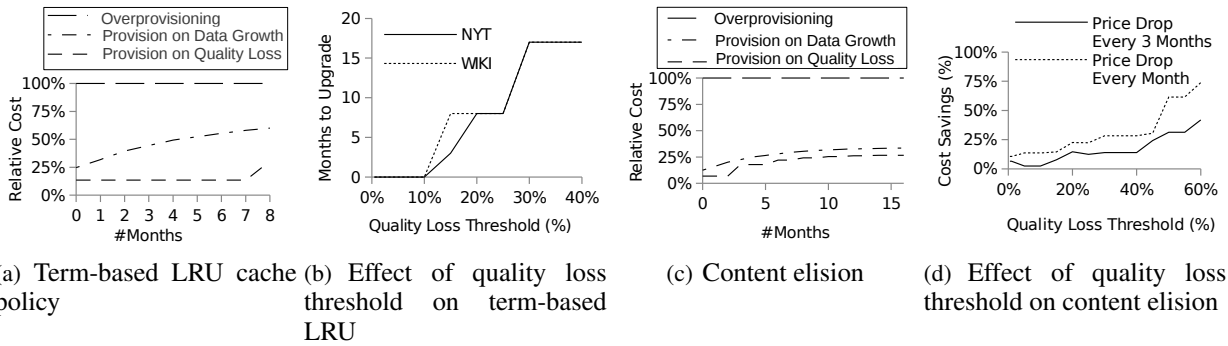 Overprovisioning
Provision on Data Growth
Provision on Quality Loss
100%
75%
50%
25%
0%
Relative Cost
0 1 2 3 4 5 6 7 8
#Months
(a) Term-based LRU cache
policy
NYT
WIKI
20
15
10
5
0
Months to Upgrade
0% 10% 20% 30% 40%
Quality Loss Threshold (%)
(b) Effect of quality loss
threshold on term-based
LRU
Overprovisioning
Provision on Data Growth
Provision on Quality Loss
100%
75%
50%
25%
0%
Relative Cost
0 5 10 15
#Months
(c) Content elision
Price Drop
Every 3 Months
Price Drop
Every Month
100%
75%
50%
25%
0%
Cost Savings (%)
0% 20% 40% 60%
Quality Loss Threshold (%)
(d) Effect of quality loss
threshold on content elision